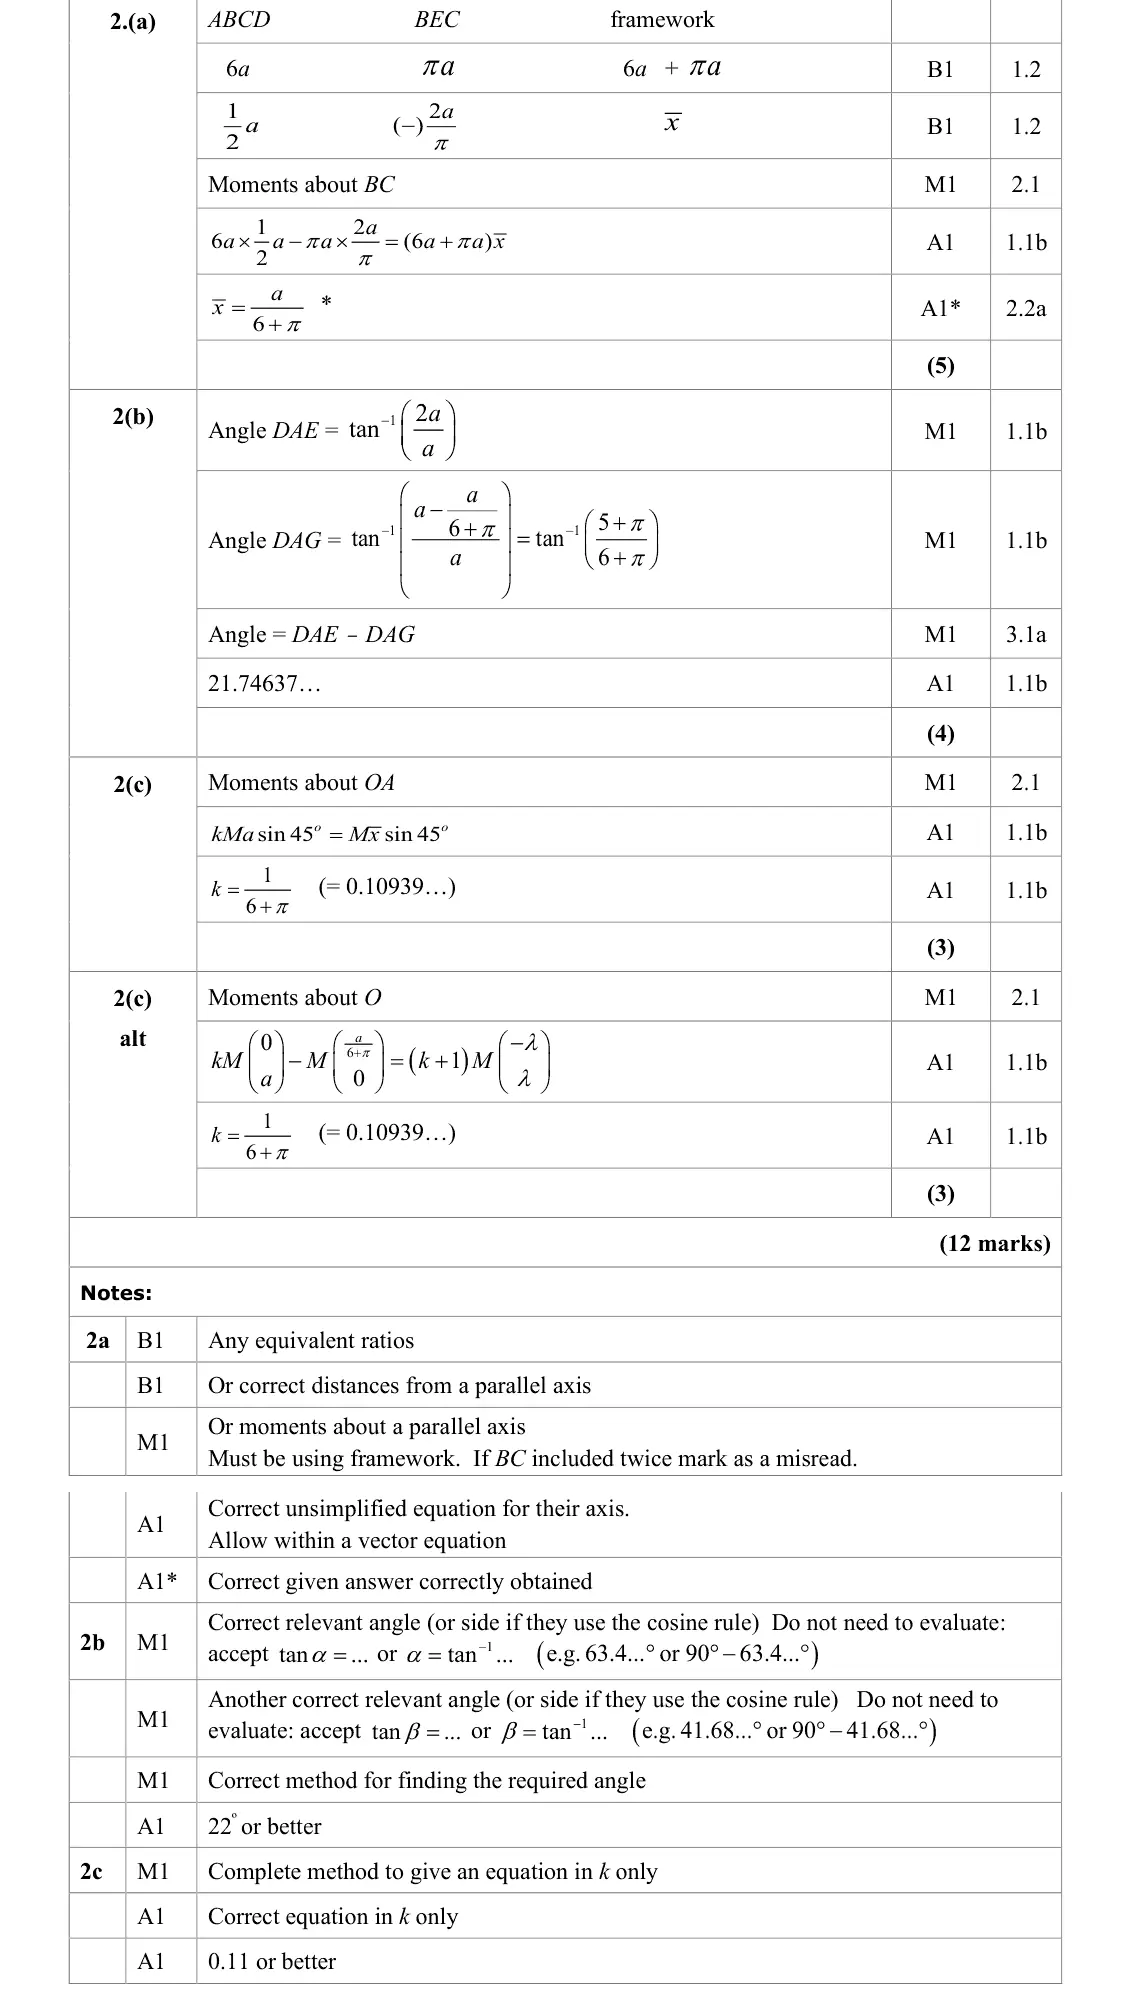 2.(a) ABCD BEC framework
6a πa 6a + πa B1 1.2
1/2 a (−) 2a/π x̅ B1 1.2
Moments about BC M1 2.1
6a × 1/2 a − πa × 2a/π = (6a + πa)x̅ A1 1.1b
x̅ = a/(6 + π) * A1* 2.2a
(5)
2(b) Angle DAE = tan⁻¹(2a/a) M1 1.1b
Angle DAG = tan⁻¹((a − a/(6 + π))/a) = tan⁻¹((5 + π)/(6 + π)) M1 1.1b
Angle = DAE − DAG M1 3.1a
21.74637… A1 1.1b
(4)
2(c) Moments about OA M1 2.1
kMa sin 45° = Mx̅ sin 45° A1 1.1b
k = 1/(6 + π) (= 0.10939…) A1 1.1b
(3)
2(c) Moments about O M1 2.1
alt
kM(0 a) − M(a/(6+π) 0) = (k + 1)M(−λ λ) A1 1.1b
k = 1/(6 + π) (= 0.10939…) A1 1.1b
(3)
(12 marks)
Notes:
2a B1 Any equivalent ratios
B1 Or correct distances from a parallel axis
M1 Or moments about a parallel axis
Must be using framework. If BC included twice mark as a misread.
A1 Correct unsimplified equation for their axis.
Allow within a vector equation
A1* Correct given answer correctly obtained
2b M1 Correct relevant angle (or side if they use the cosine rule) Do not need to evaluate:
accept tan α = ... or α = tan⁻¹ ... (e.g. 63.4...° or 90° − 63.4...°)
M1 Another correct relevant angle (or side if they use the cosine rule) Do not need to
evaluate: accept tan β = ... or β = tan⁻¹ ... (e.g. 41.68...° or 90° − 41.68...°)
M1 Correct method for finding the required angle
A1 22° or better
2c M1 Complete method to give an equation in k only
A1 Correct equation in k only
A1 0.11 or better